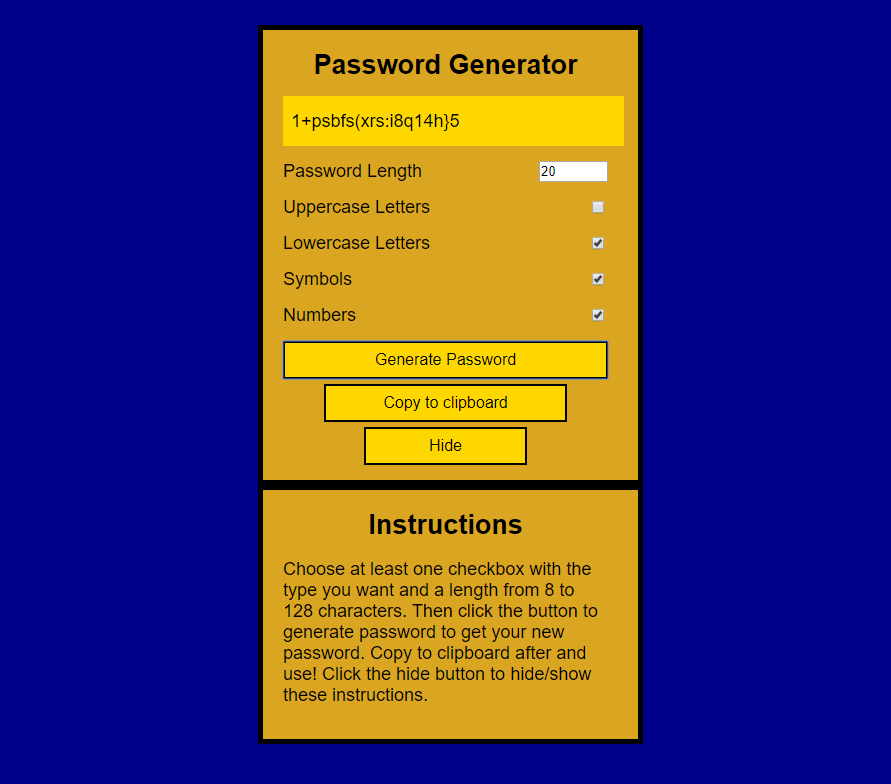 Password Generator
1+psbfs(xrs:i8q14h}5
Password Length 20
Uppercase Letters
Lowercase Letters
Symbols
Numbers
Generate Password
Copy to clipboard
Hide
Instructions
Choose at least one checkbox with the
type you want and a length from 8 to
128 characters. Then click the button to
generate password to get your new
password. Copy to clipboard after and
use! Click the hide button to hide/show
these instructions.